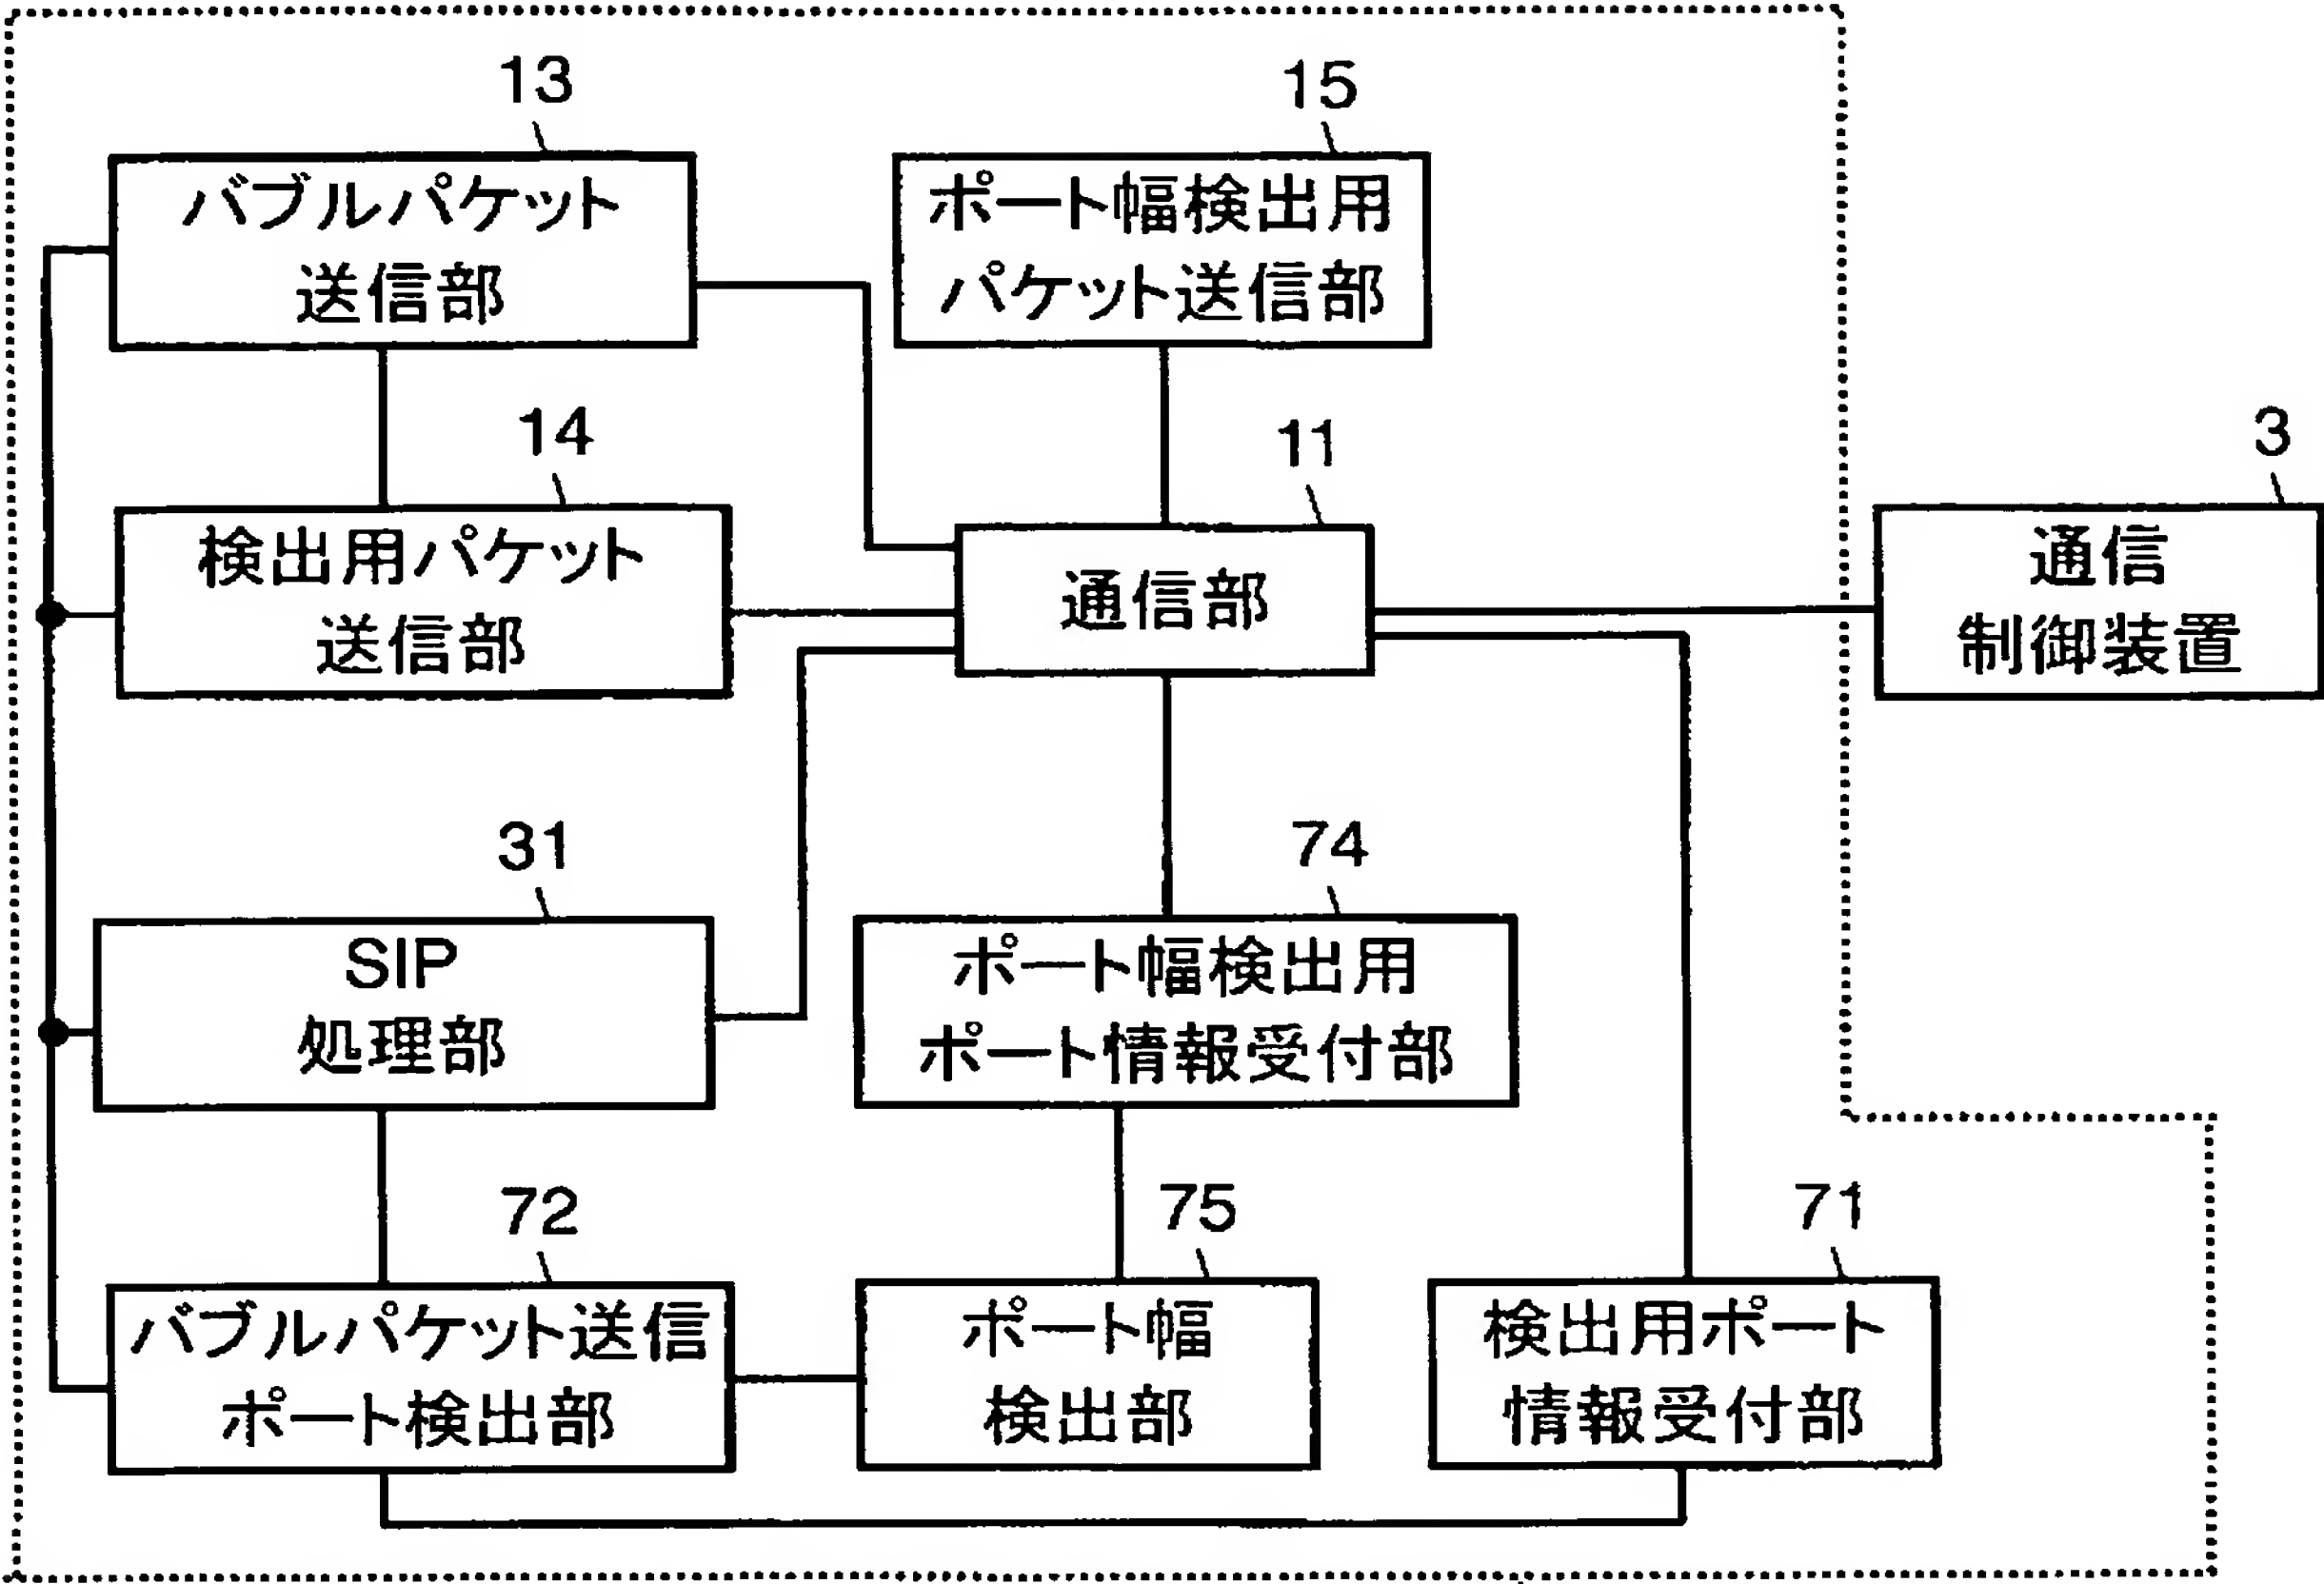 13
バブルパケット
送信部
15
ポート幅検出用
パケット送信部
14
検出用パケット
送信部
11
通信部
3
通信
制御装置
31
SIP
処理部
74
ポート幅検出用
ポート情報受付部
72
バブルパケット送信
ポート検出部
75
ポート幅
検出部
71
検出用ポート
情報受付部